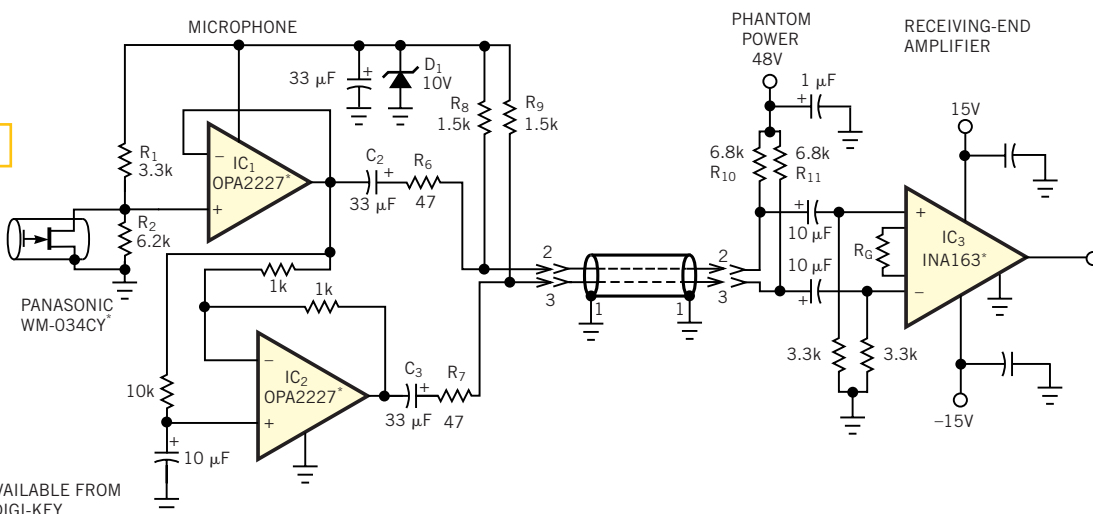 MICROPHONE
PHANTOM
POWER
48V
RECEIVING-END
AMPLIFIER
33 µF
+
D1
10V
R8
1.5k
R9
1.5k
1 µF
+
15V
R1
3.3k
−
IC1
OPA2227*
+
C2
+
33 µF
R6
47
6.8k
R10
6.8k
R11
R2
6.2k
2
3
2
3
+
10 µF
10 µF
+
+
RG
IC3
INA163*
−
1k
1k
1
1
PANASONIC
WM-034CY*
3.3k
3.3k
−15V
10k
−
IC2
OPA2227*
+
C3
+
33 µF
R7
47
+
10 µF
VAILABLE FROM
DIGI-KEY